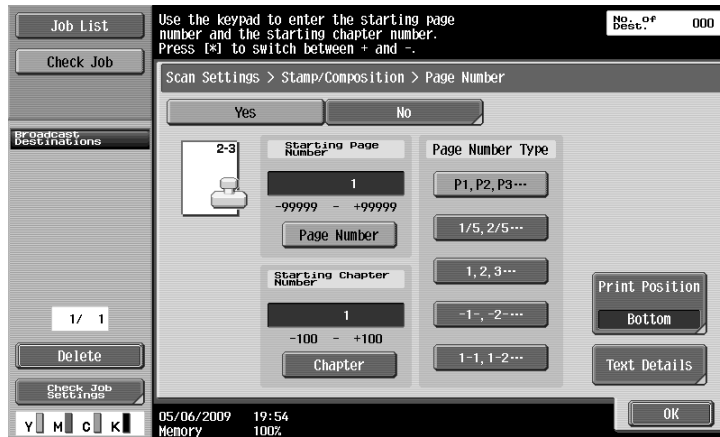 Job List
Check Job
Use the keypad to enter the starting page
number and the starting chapter number.
Press [*] to switch between + and -.
No. of
Dest.
000
Scan Settings > Stamp/Composition > Page Number
Yes
No
Broadcast
Destinations
2-3
Starting Page
Number
1
-99999 - +99999
Page Number
Starting Chapter
Number
1
-100 - +100
Chapter
Page Number Type
P1, P2, P3···
1/5, 2/5···
1, 2, 3···
-1-, -2-···
1-1, 1-2···
Print Position
Bottom
Text Details
1/ 1
Delete
Check Job
Settings
Y M C K
05/06/2009 19:54
Memory 100%
OK